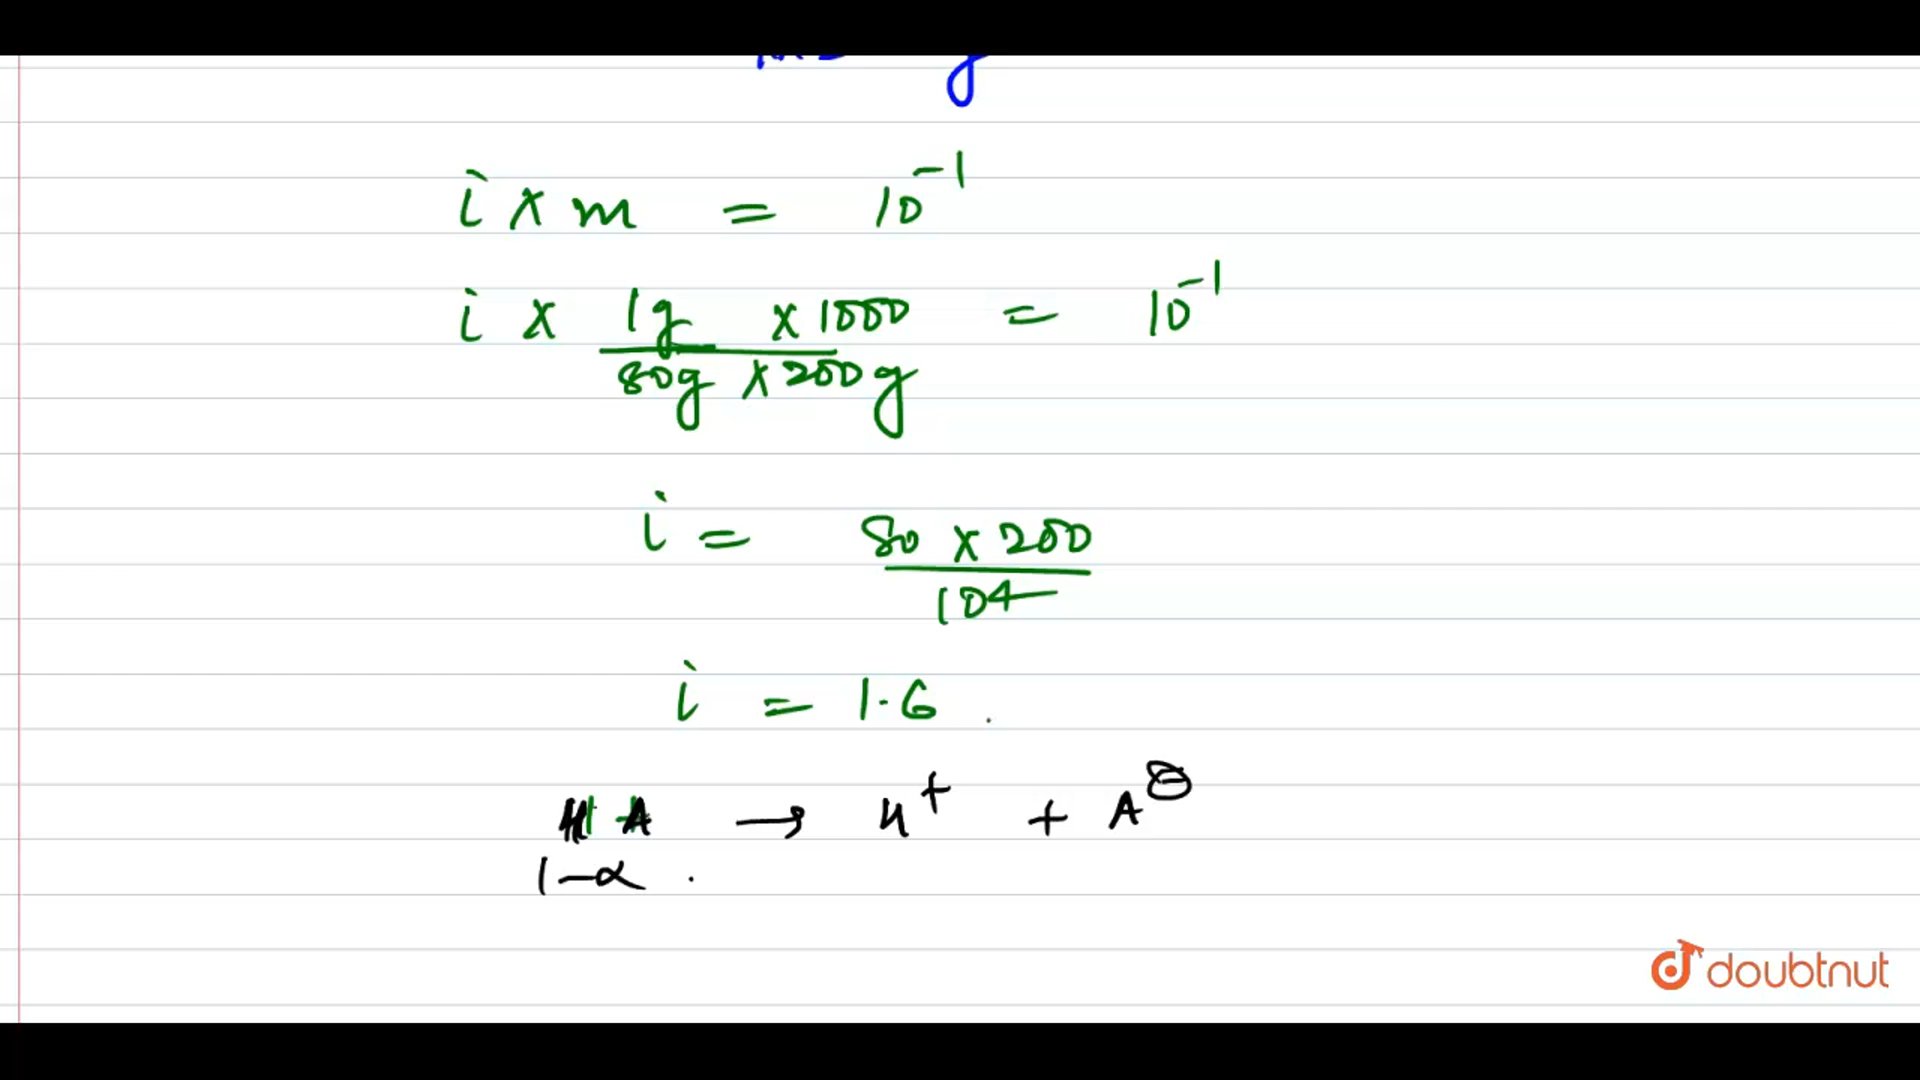 i × m = 10⁻¹
i × 1g × 1000 = 10⁻¹
80g × 200g
i = 80 × 200
10⁴
i = 1.6
HA → H⁺ + A⊖
1-α
doubtnut